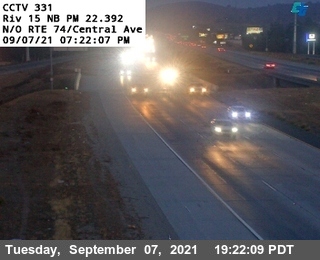 CCTV 331
Riv 15 NB PM 22.392
N/O RTE 74/Central Ave
09/07/21 07:22:07 PM
Tuesday, September 07, 2021 19:22:09 PDT